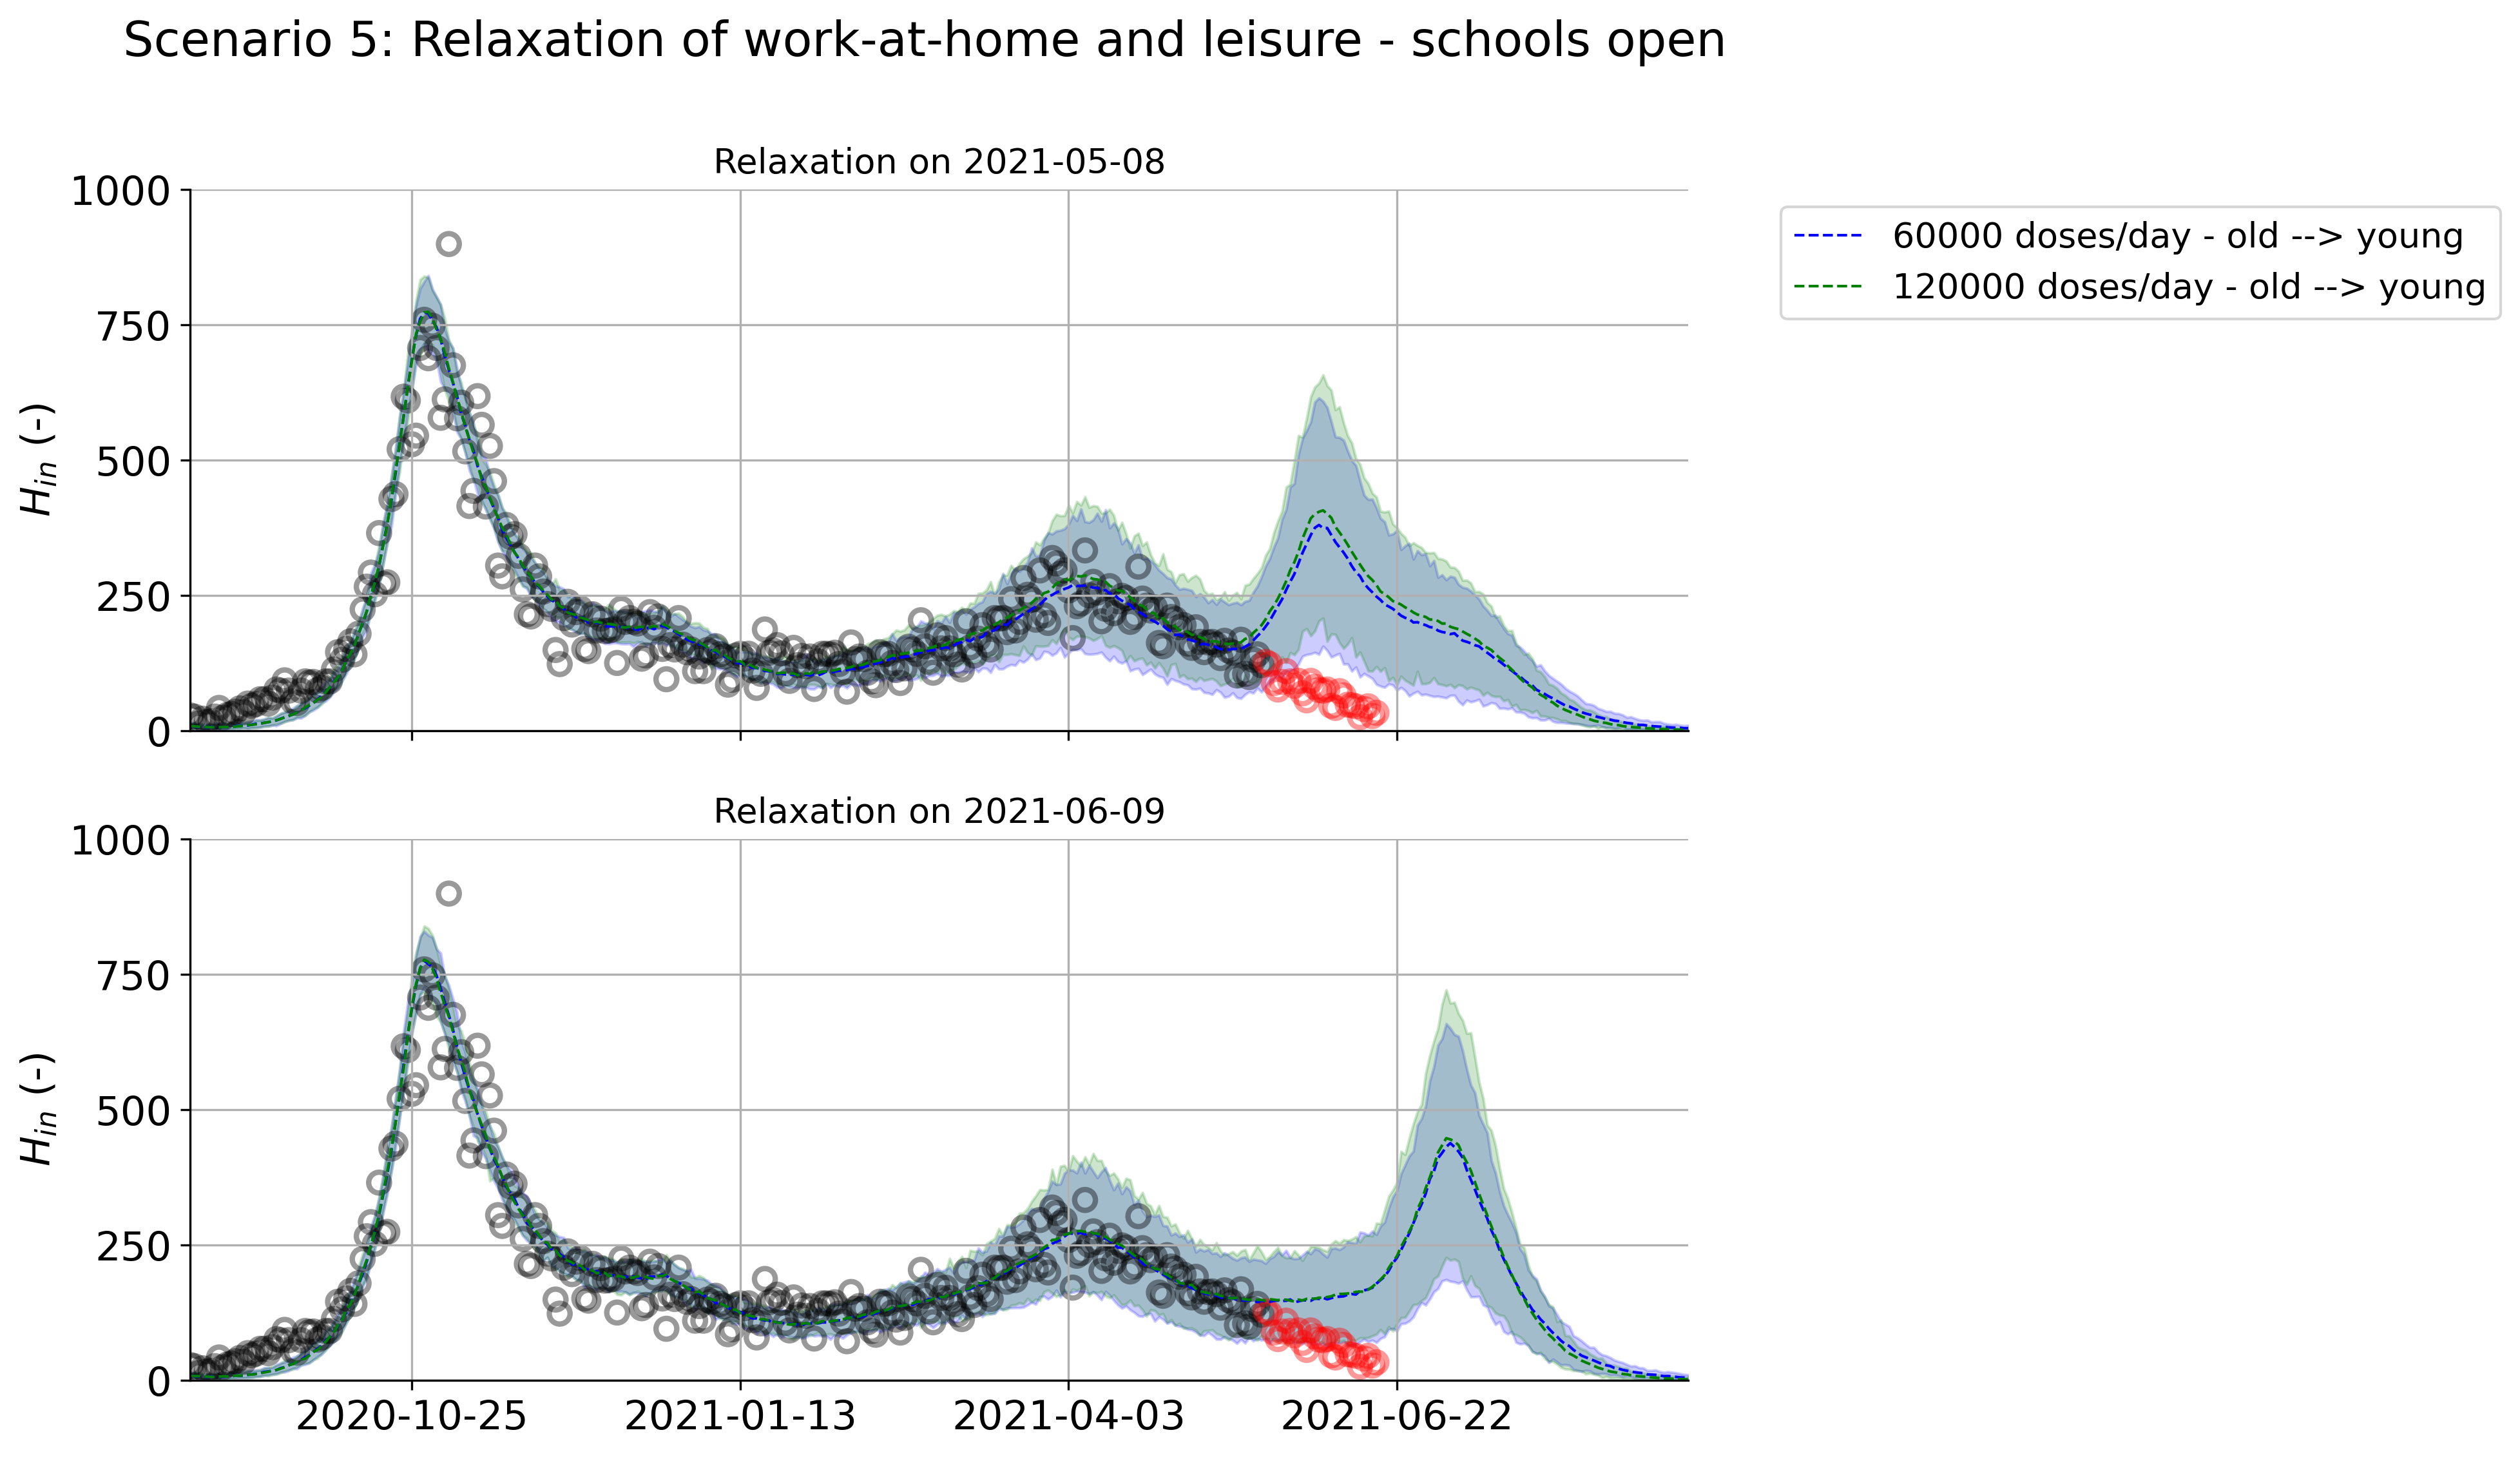 Scenario 5: Relaxation of work-at-home and leisure - schools open
Relaxation on 2021-05-08
1000
750
500
250
0
H_in (-)
60000 doses/day - old --> young
120000 doses/day - old --> young
Relaxation on 2021-06-09
1000
750
500
250
0
H_in (-)
2020-10-25 2021-01-13 2021-04-03 2021-06-22